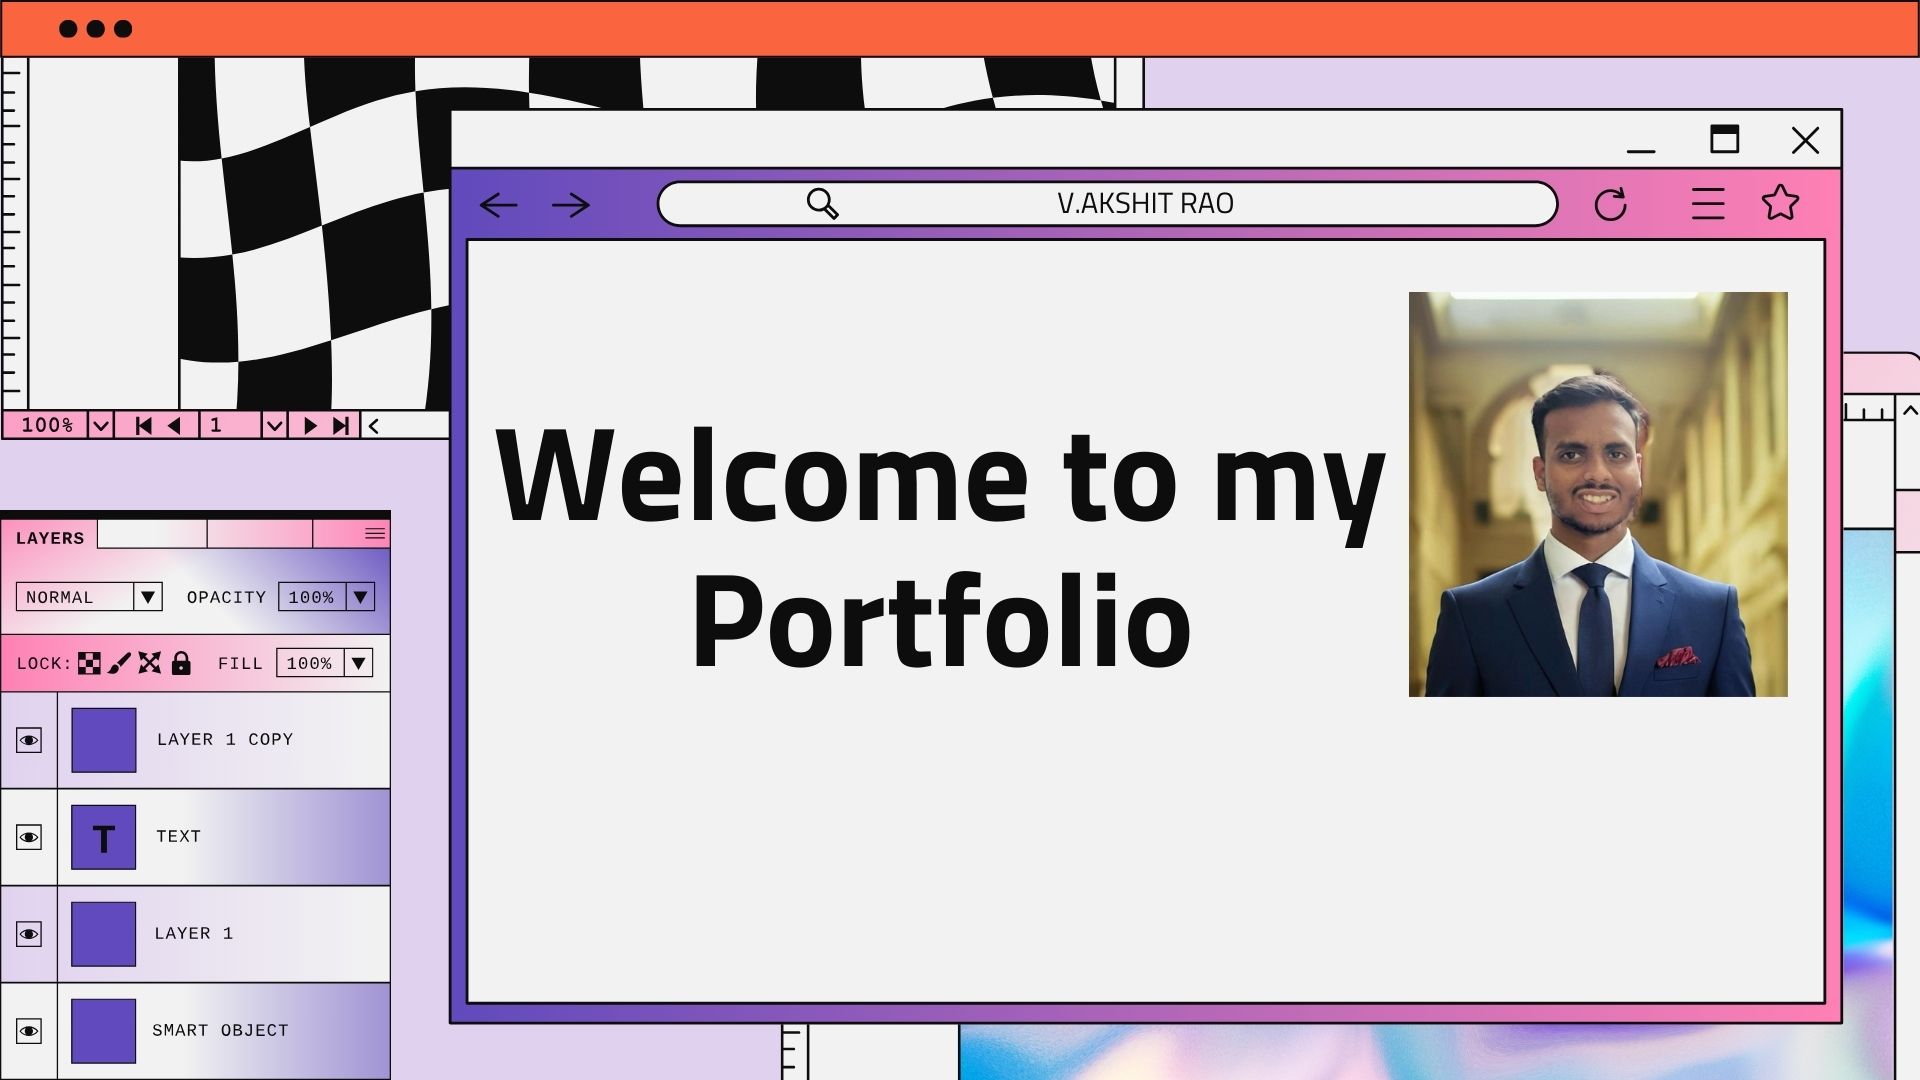 V.AKSHIT RAO
Welcome to my
Portfolio
100%
1
LAYERS
NORMAL
OPACITY
100%
LOCK:
FILL
100%
LAYER 1 COPY
T
TEXT
LAYER 1
SMART OBJECT